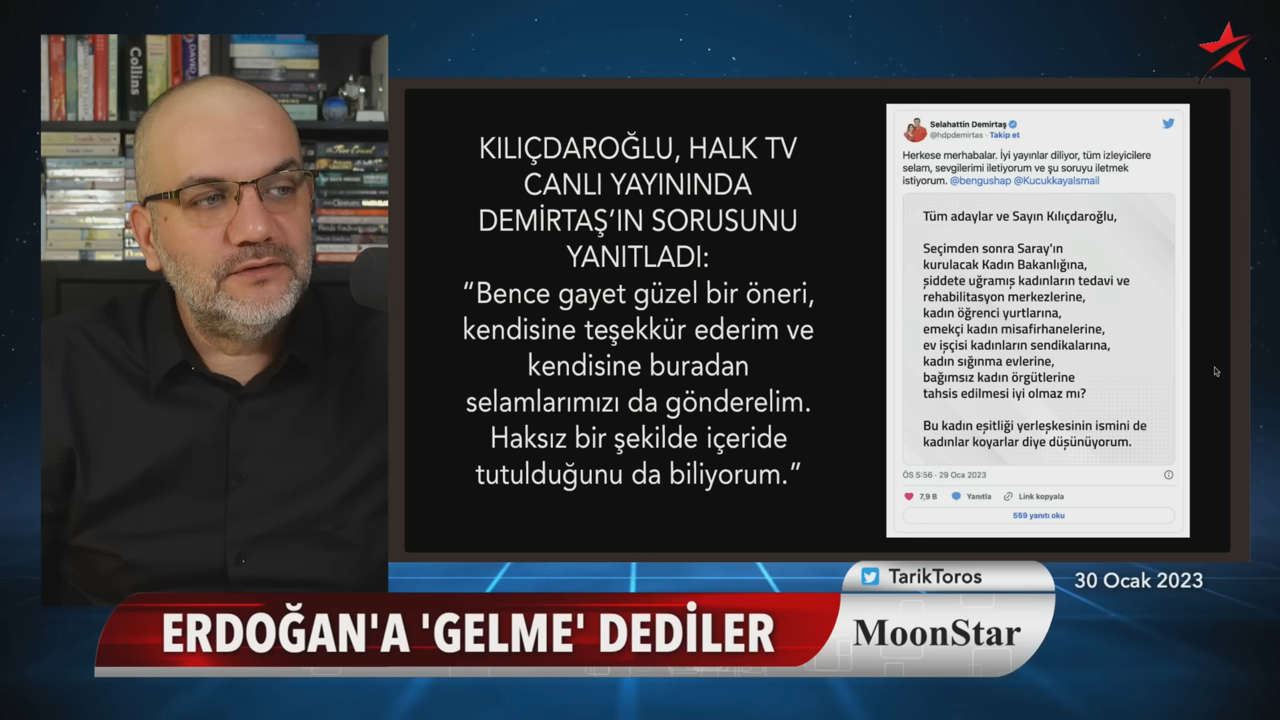 Collins
KILIÇDAROĞLU, HALK TV
CANLI YAYININDA
DEMİRTAŞ’IN SORUSUNU
YANITLADI:
“Bence gayet güzel bir öneri,
kendisine teşekkür ederim ve
kendisine buradan
selamlarımızı da gönderelim.
Haksız bir şekilde içeride
tutulduğunu da biliyorum.”
Selahattin Demirtaş
@hdpdemirtas · Takip et
Herkese merhabalar. İyi yayınlar diliyor, tüm izleyicilere
selam, sevgilerimi iletiyorum ve şu soruyu iletmek
istiyorum. @bengushap @KucukkayaIsmail
Tüm adaylar ve Sayın Kılıçdaroğlu,
Seçimden sonra Saray'ın
kurulacak Kadın Bakanlığına,
şiddete uğramış kadınların tedavi ve
rehabilitasyon merkezlerine,
kadın öğrenci yurtlarına,
emekçi kadın misafirhanelerine,
ev işçisi kadınların sendikalarına,
kadın sığınma evlerine,
bağımsız kadın örgütlerine
tahsis edilmesi iyi olmaz mı?
Bu kadın eşitliği yerleşkesinin ismini de
kadınlar koyarlar diye düşünüyorum.
ÖS 5:56 · 29 Oca 2023
7,9 B Yanıtla Link kopyala
559 yanıtı oku
TarikToros
30 Ocak 2023
ERDOĞAN'A 'GELME' DEDİLER
MoonStar